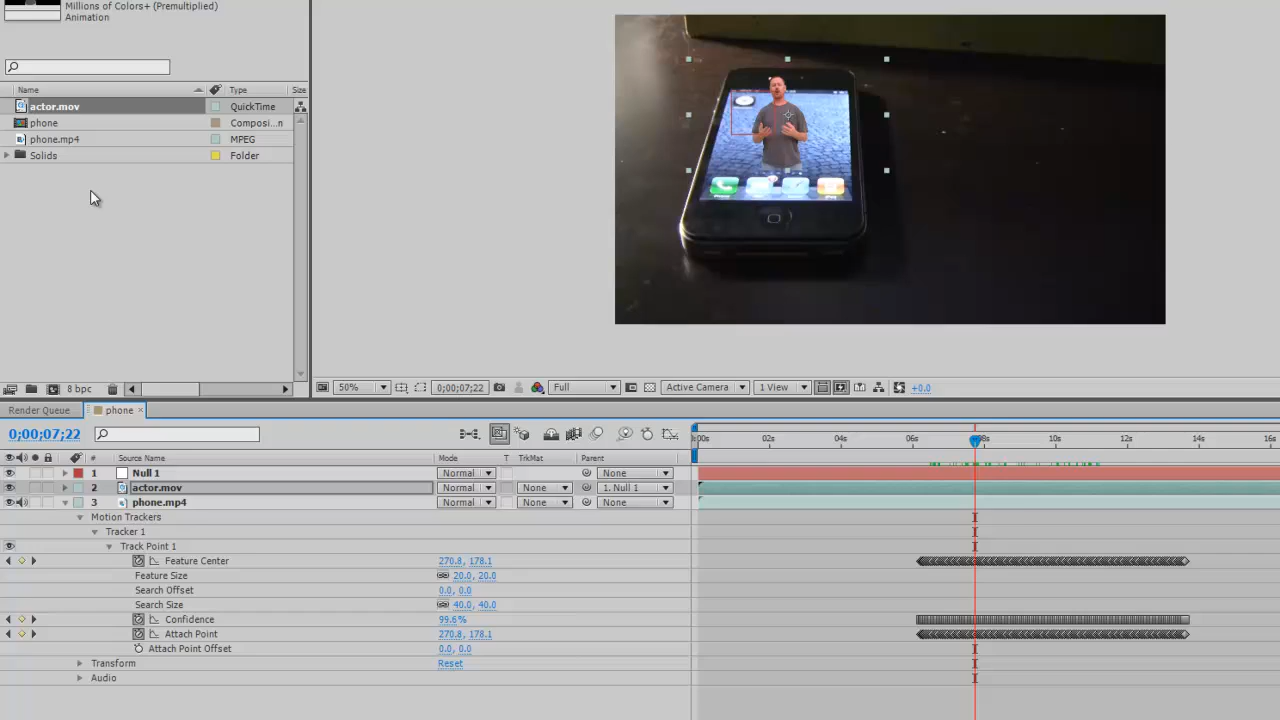 Millions of Colors+ (Premultiplied)
Animation
Name Type Size
actor.mov QuickTime
phone Composi...n
phone.mp4 MPEG
Solids Folder
8 bpc
50% 0;00;07;22 Full Active Camera 1 View +0.0
Render Queue phone ×
0;00;07;22 :00s 02s 04s 06s 08s 10s 12s 14s 16s
# Source Name Mode T TrkMat Parent
1 Null 1 Normal None
2 actor.mov Normal None 1. Null 1
3 phone.mp4 Normal None None
Motion Trackers
Tracker 1
Track Point 1
Feature Center 270.8, 178.1
Feature Size 20.0, 20.0
Search Offset 0.0, 0.0
Search Size 40.0, 40.0
Confidence 99.6%
Attach Point 270.8, 178.1
Attach Point Offset 0.0, 0.0
Transform Reset
Audio